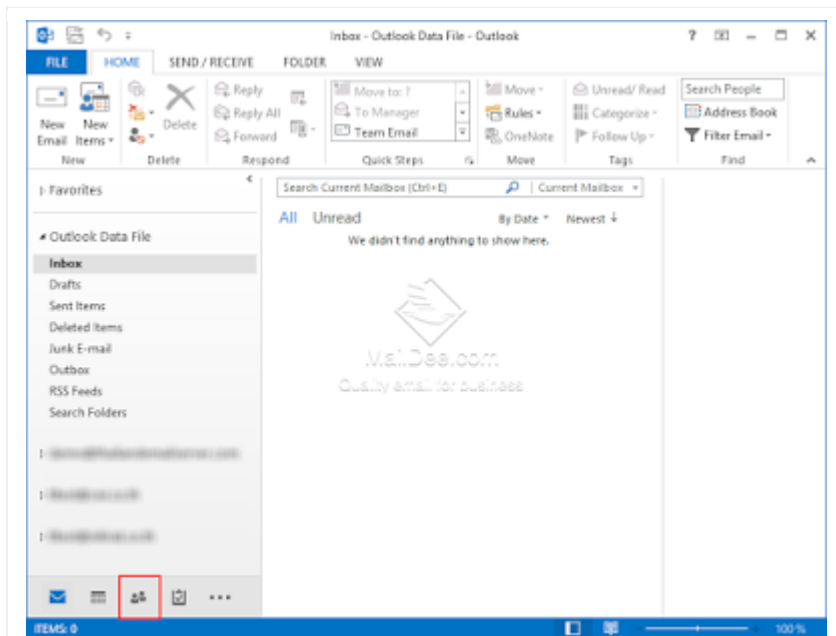 Inbox - Outlook Data File - Outlook
FILE HOME SEND / RECEIVE FOLDER VIEW
New Email
New Items
Delete
Reply
Reply All
Forward
Move to: ?
To Manager
Team Email
Move
Rules
OneNote
Unread/ Read
Categorize
Follow Up
Search People
Address Book
Filter Email
New Delete Respond Quick Steps Move Tags Find
Favorites
Search Current Mailbox (Ctrl+E) Current Mailbox
All Unread By Date Newest
We didn't find anything to show here.
Outlook Data File
Inbox
Drafts
Sent Items
Deleted Items
Junk E-mail
Outbox
RSS Feeds
Search Folders
MailDee.com
Quality email for business
ITEMS: 0 100%